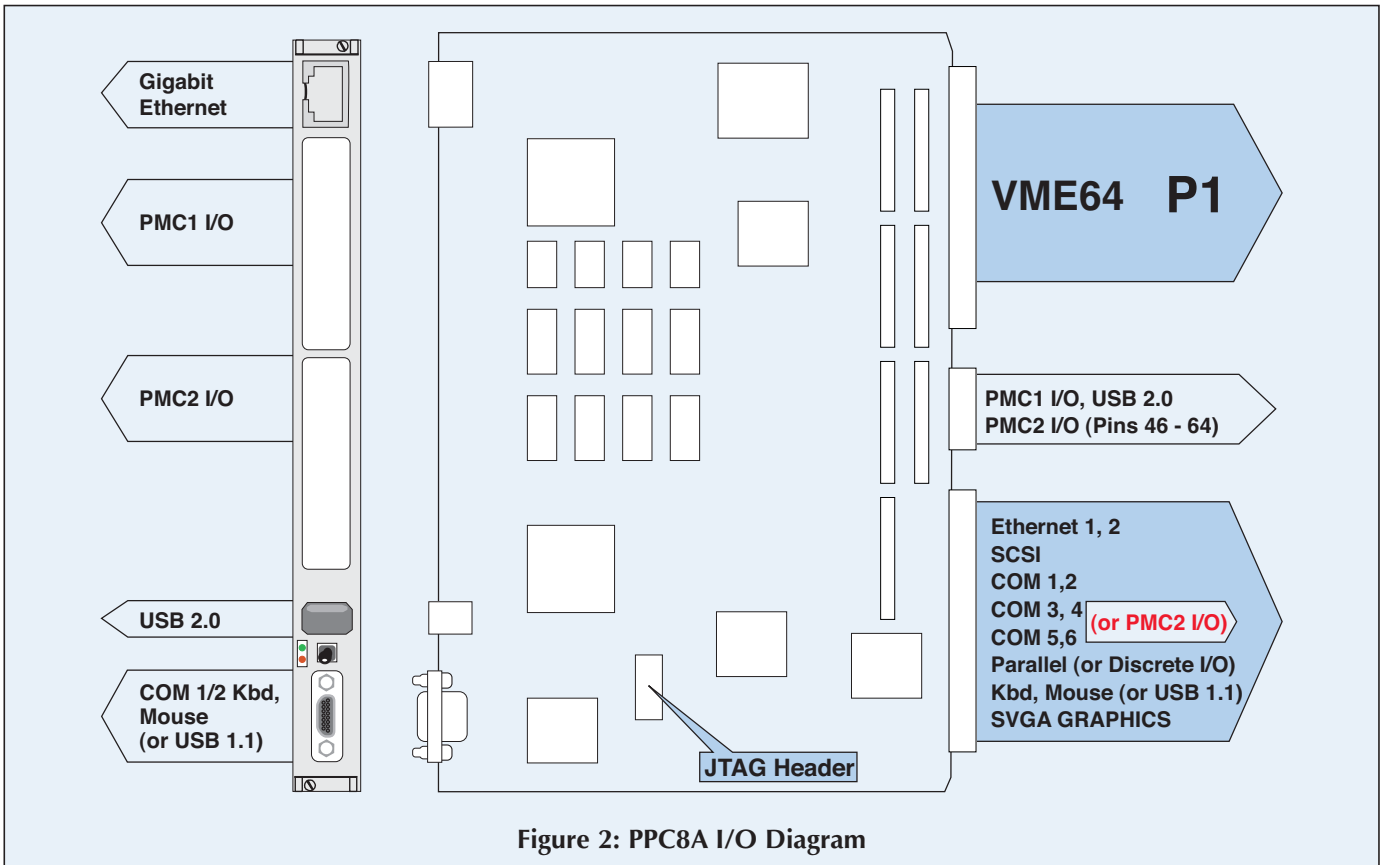 Gigabit
Ethernet
PMC1 I/O
PMC2 I/O
USB 2.0
COM 1/2 Kbd,
Mouse
(or USB 1.1)
JTAG Header
VME64 P1
PMC1 I/O, USB 2.0
PMC2 I/O (Pins 46 - 64)
Ethernet 1, 2
SCSI
COM 1,2
COM 3, 4
(or PMC2 I/O)
COM 5,6
Parallel (or Discrete I/O)
Kbd, Mouse (or USB 1.1)
SVGA GRAPHICS
Figure 2: PPC8A I/O Diagram